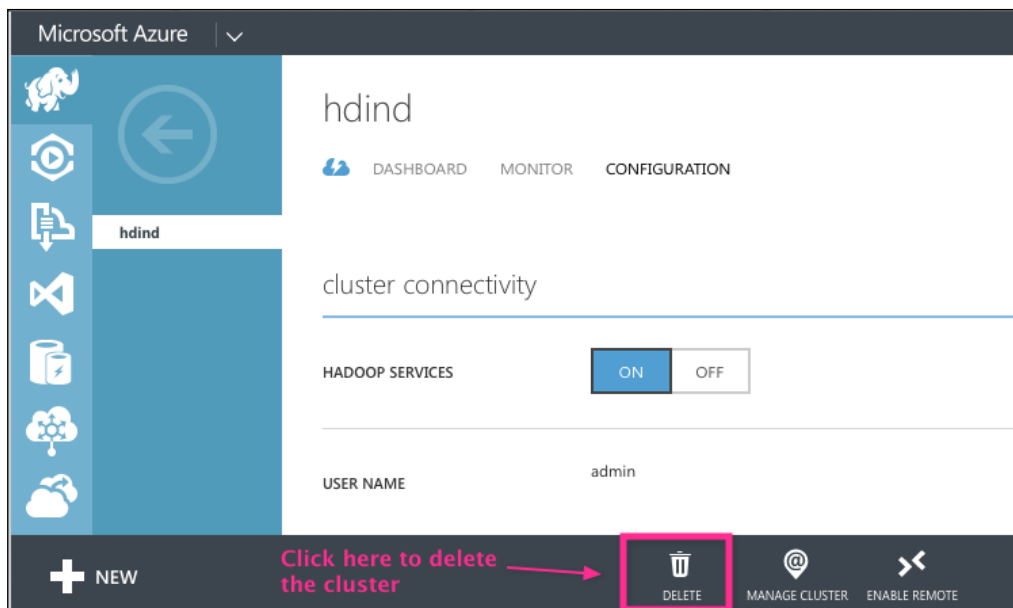 Microsoft Azure
hdind
DASHBOARD MONITOR CONFIGURATION
hdind
cluster connectivity
HADOOP SERVICES ON OFF
USER NAME admin
NEW
Click here to delete
the cluster
DELETE MANAGE CLUSTER ENABLE REMOTE